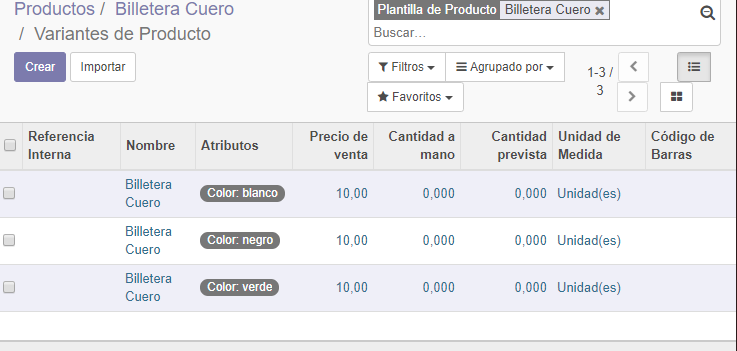 Productos / Billetera Cuero
/ Variantes de Producto
Plantilla de Producto Billetera Cuero ×
Buscar...
Crear Importar
Filtros Agrupado por
Favoritos
1-3 /
3
Referencia Interna Nombre Atributos Precio de venta Cantidad a mano Cantidad prevista Unidad de Medida Código de Barras
Billetera Cuero Color: blanco 10,00 0,000 0,000 Unidad(es)
Billetera Cuero Color: negro 10,00 0,000 0,000 Unidad(es)
Billetera Cuero Color: verde 10,00 0,000 0,000 Unidad(es)